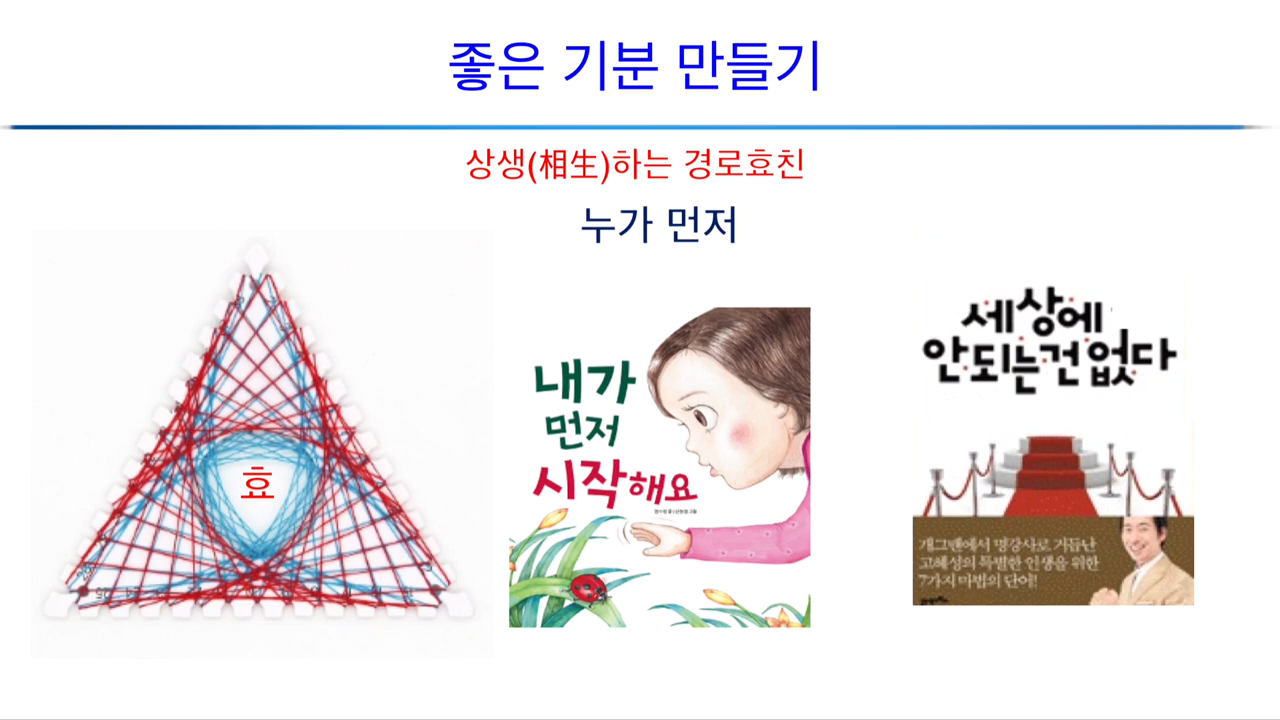 좋은 기분 만들기
상생(相生)하는 경로효친
누가 먼저
효
내가
먼저
시작해요
세상에
안 되는 건 없다
개그맨에서 명강사로 거듭난
고혜성의 특별한 인생을 위한
7가지 마법의 단어!